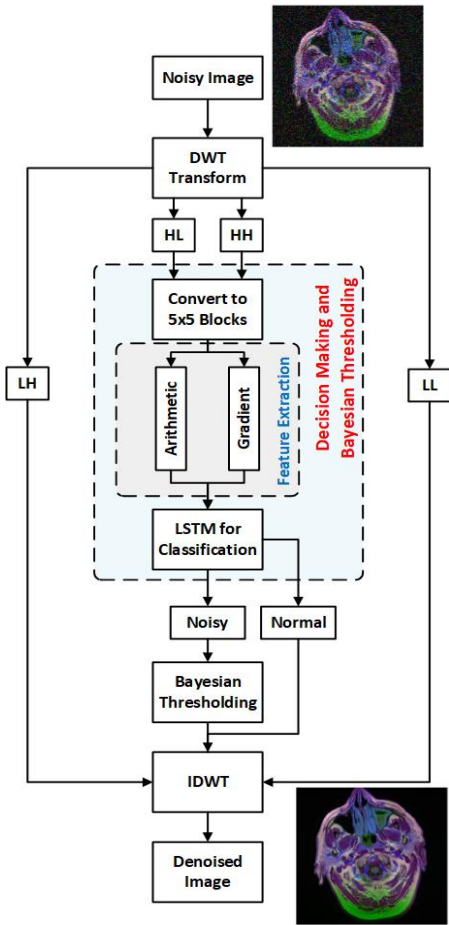 Noisy Image
DWT
Transform
HL
HH
Convert to
5x5 Blocks
Decision Making and
Bayesian Thresholding
LH
LL
Arithmetic
Gradient
Feature Extraction
LSTM for
Classification
Noisy
Normal
Bayesian
Thresholding
IDWT
Denoised
Image